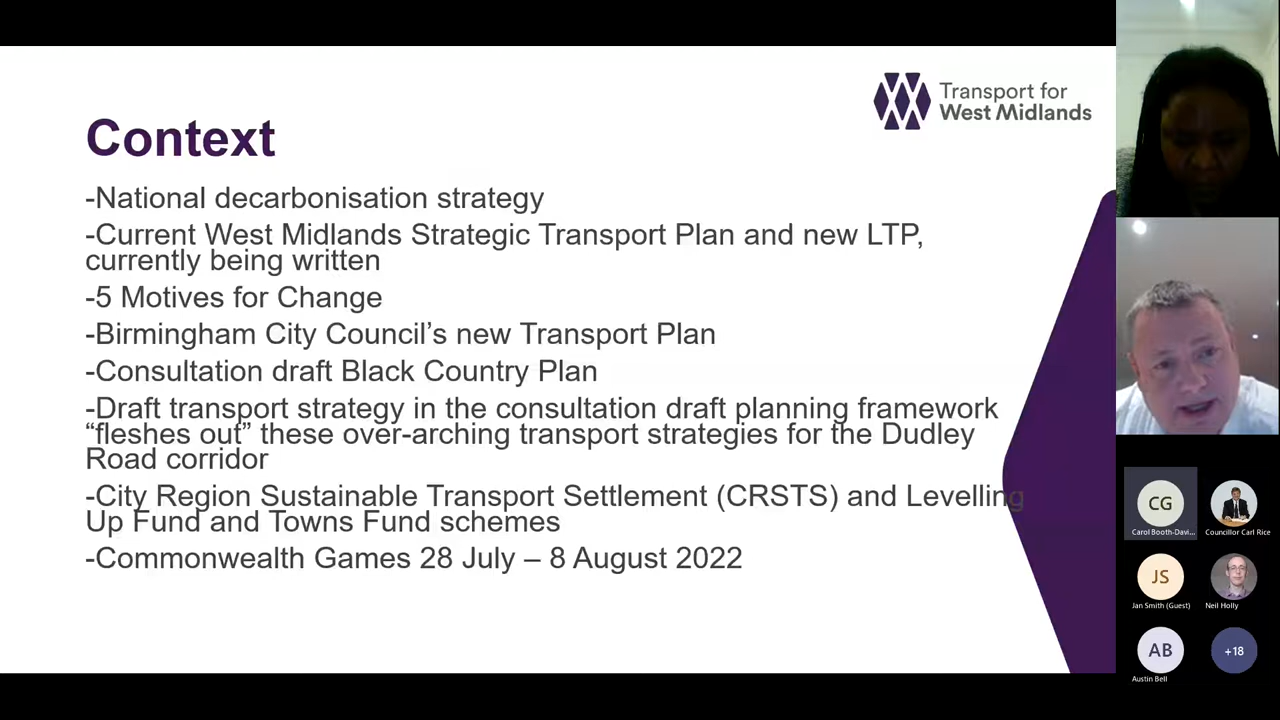 Transport for
West Midlands
Context
-National decarbonisation strategy
-Current West Midlands Strategic Transport Plan and new LTP,
currently being written
-5 Motives for Change
-Birmingham City Council’s new Transport Plan
-Consultation draft Black Country Plan
-Draft transport strategy in the consultation draft planning framework
“fleshes out” these over-arching transport strategies for the Dudley
Road corridor
-City Region Sustainable Transport Settlement (CRSTS) and Levelling
Up Fund and Towns Fund schemes
-Commonwealth Games 28 July – 8 August 2022
CG
Carol Booth-Davi...
Councillor Carl Rice
JS
Jan Smith (Guest)
Neil Holly
AB
Austin Bell
+18